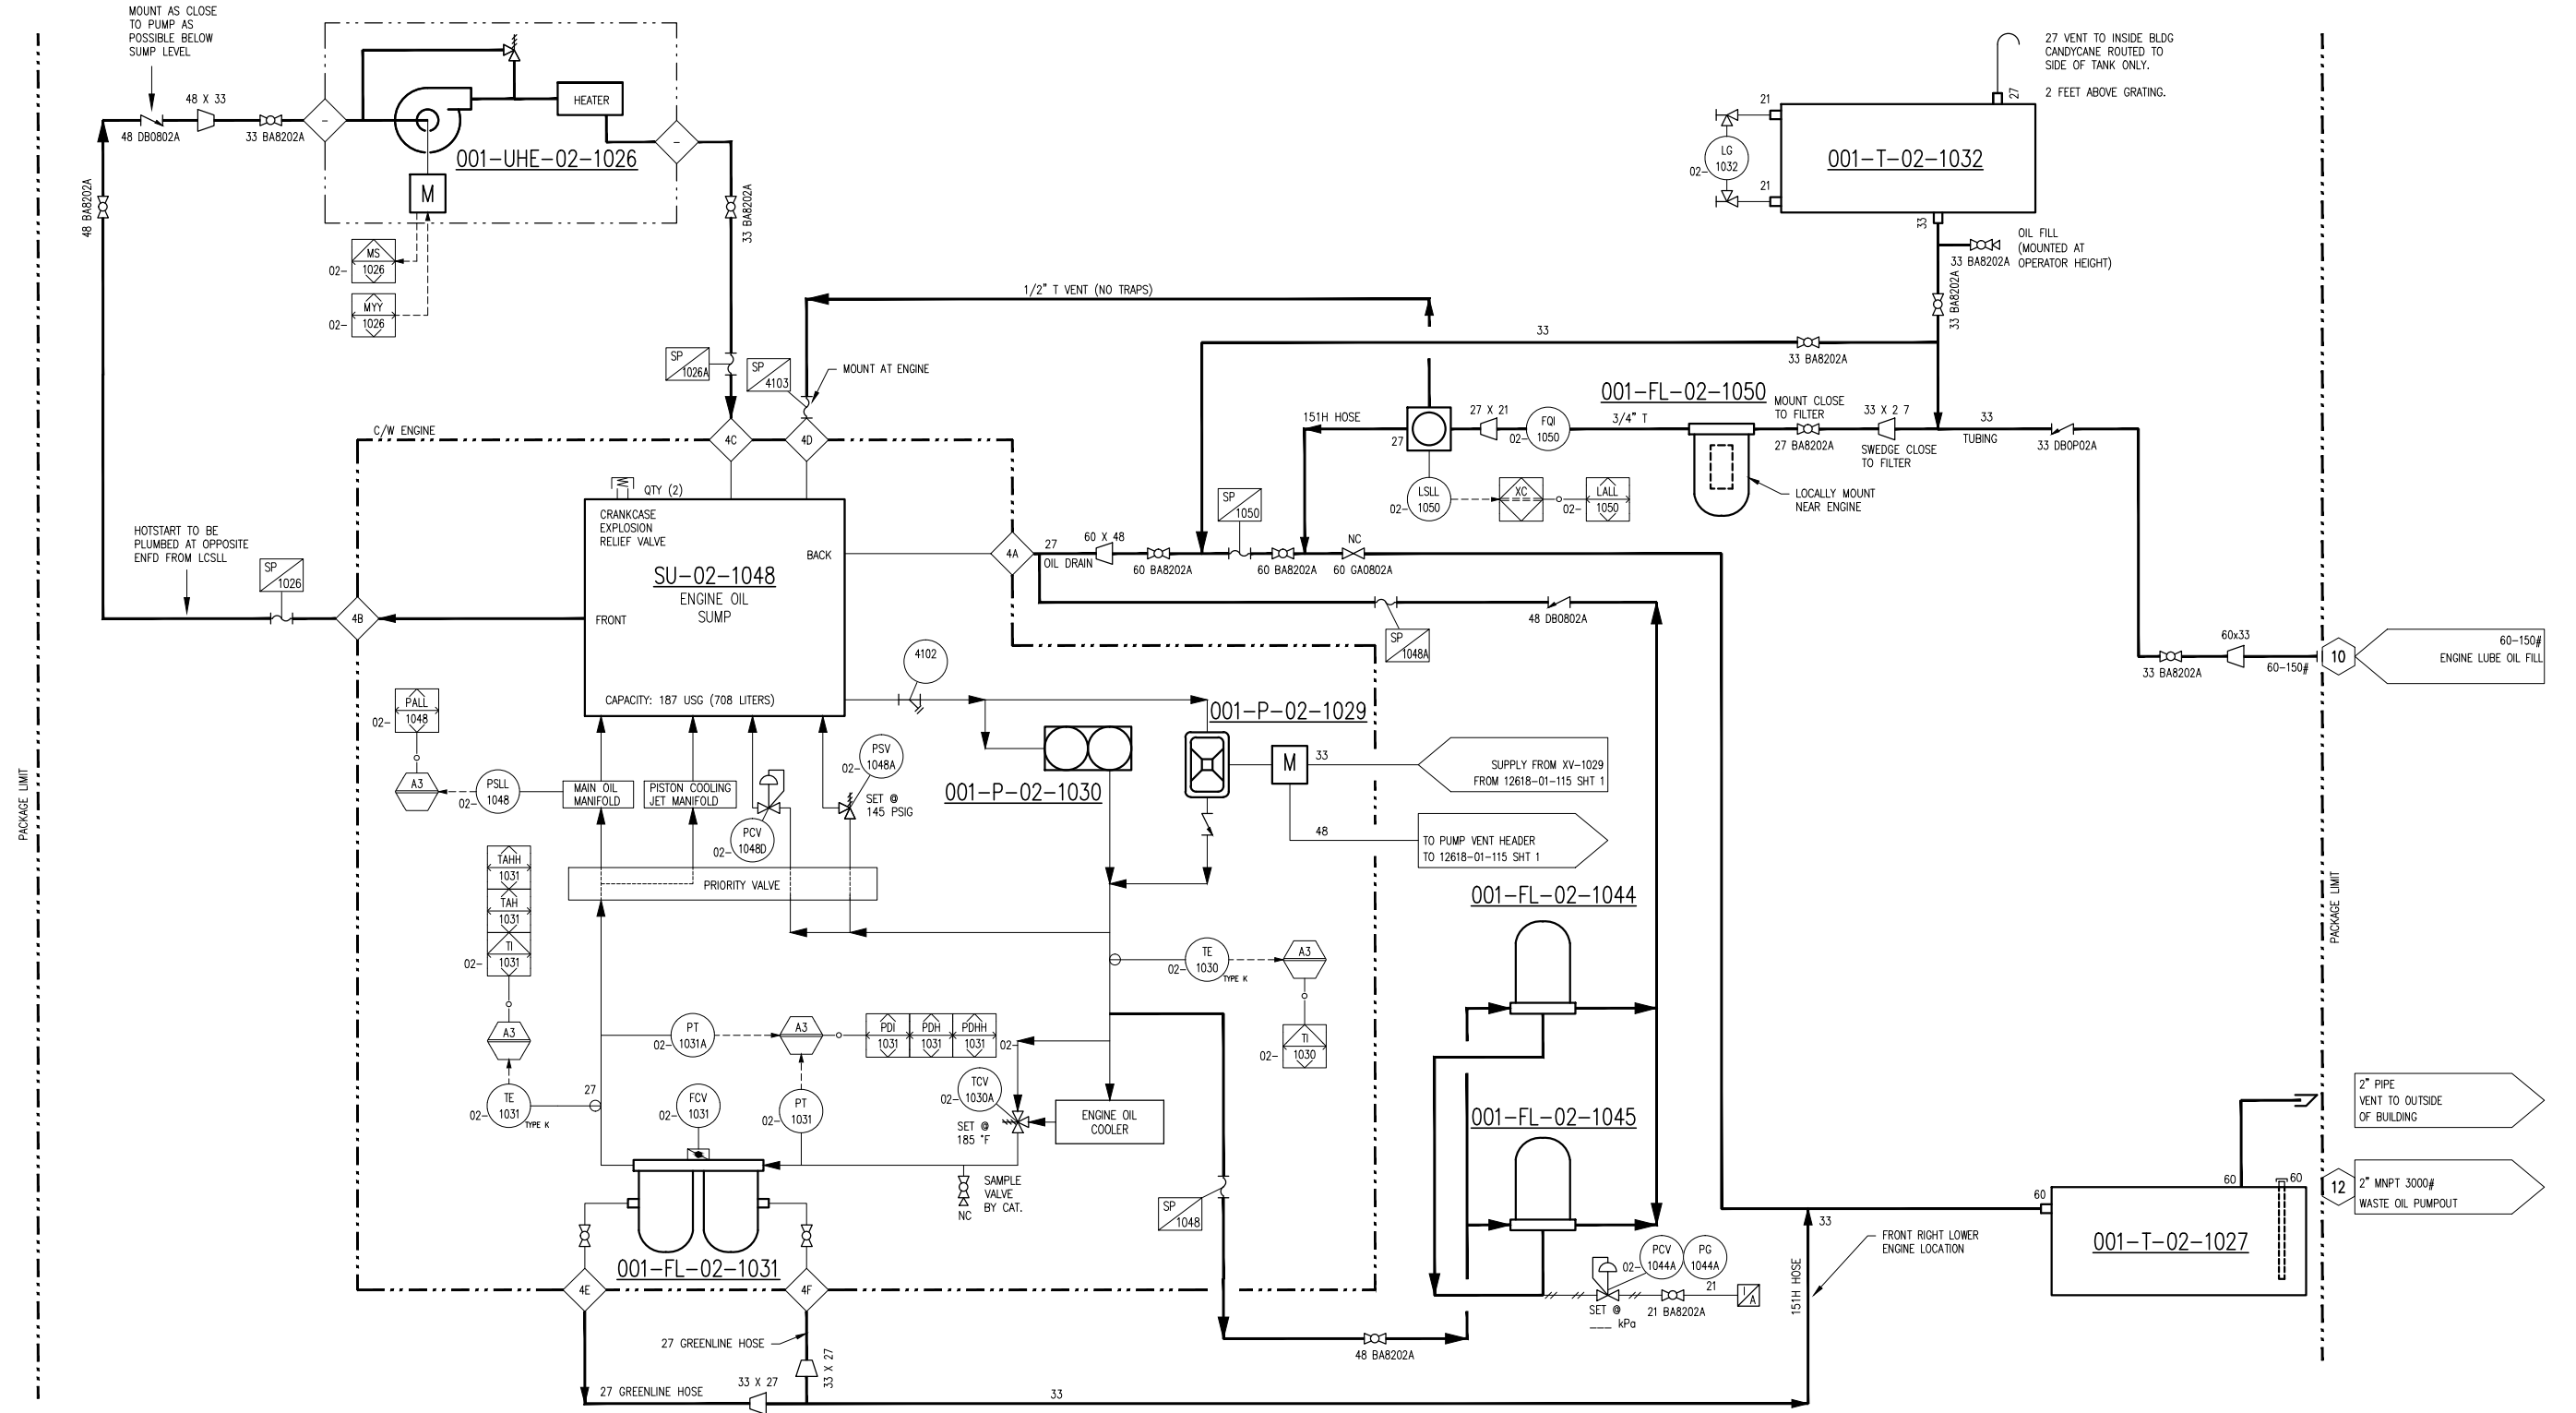 MOUNT AS CLOSE
TO PUMP AS
POSSIBLE BELOW
SUMP LEVEL
48 X 33
48 DB0802A
33 BA8202A
-
HEATER
-
001-UHE-02-1026
M
48 BA8202A
33 BA8202A
02-
MS
1026
02-
MYY
1026
27 VENT TO INSIDE BLDG
CANDYCANE ROUTED TO
SIDE OF TANK ONLY.
2 FEET ABOVE GRATING.
27
21
LG
1032
02-
21
001-T-02-1032
33
OIL FILL
(MOUNTED AT
OPERATOR HEIGHT)
33 BA8202A
33 BA8202A
1/2" T VENT (NO TRAPS)
33
33 BA8202A
SP
1026A
SP
4103
MOUNT AT ENGINE
001-FL-02-1050
MOUNT CLOSE
TO FILTER
27 BA8202A
33 X 2 7
SWEDGE CLOSE
TO FILTER
33
TUBING
33 DB0P02A
151H HOSE
27
27 X 21
02-
FQI
1050
3/4" T
LOCALLY MOUNT
NEAR ENGINE
02-
LSLL
1050
XC
02-
LALL
1050
C/W ENGINE
4C
4D
QTY (2)
CRANKCASE
EXPLOSION
RELIEF VALVE
BACK
SU-02-1048
ENGINE OIL
SUMP
FRONT
CAPACITY: 187 USG (708 LITERS)
4A
27
OIL DRAIN
60 X 48
60 BA8202A
SP
1050
60 BA8202A
NC
60 GA0802A
48 DB0802A
SP
1048A
HOTSTART TO BE
PLUMBED AT OPPOSITE
ENFD FROM LCSLL
SP
1026
4B
33 BA8202A
60x33
60-150#
10
60-150#
ENGINE LUBE OIL FILL
4102
001-P-02-1029
M
33
SUPPLY FROM XV-1029
FROM 12618-01-115 SHT 1
48
TO PUMP VENT HEADER
TO 12618-01-115 SHT 1
001-P-02-1030
02-
PALL
1048
A3
02-
PSLL
1048
MAIN OIL
MANIFOLD
PISTON COOLING
JET MANIFOLD
02-
PCV
1048D
02-
PSV
1048A
SET @
145 PSIG
PRIORITY VALVE
PACKAGE LIMIT
PACKAGE LIMIT
TAHH
1031
TAH
1031
TI
1031
02-
A3
02-
TE
1031
TYPE K
27
02-
PT
1031A
A3
PDI
1031
PDH
1031
PDHH
1031
02-
02-
PT
1031
02-
FCV
1031
02-
TCV
1030A
SET @
185 °F
ENGINE OIL
COOLER
02-
TE
1030
TYPE K
A3
02-
TI
1030
SAMPLE
VALVE
BY CAT.
NC
001-FL-02-1031
4E
4F
SP
1048
001-FL-02-1044
001-FL-02-1045
02-
PCV
1044A
PG
1044A
SET @
___ kPa
21
21 BA8202A
I
A
48 BA8202A
27 GREENLINE HOSE
33 X 27
27 GREENLINE HOSE
33 X 27
33
151H HOSE
33
FRONT RIGHT LOWER
ENGINE LOCATION
60
60
60
001-T-02-1027
2" PIPE
VENT TO OUTSIDE
OF BUILDING
12
2" MNPT 3000#
WASTE OIL PUMPOUT